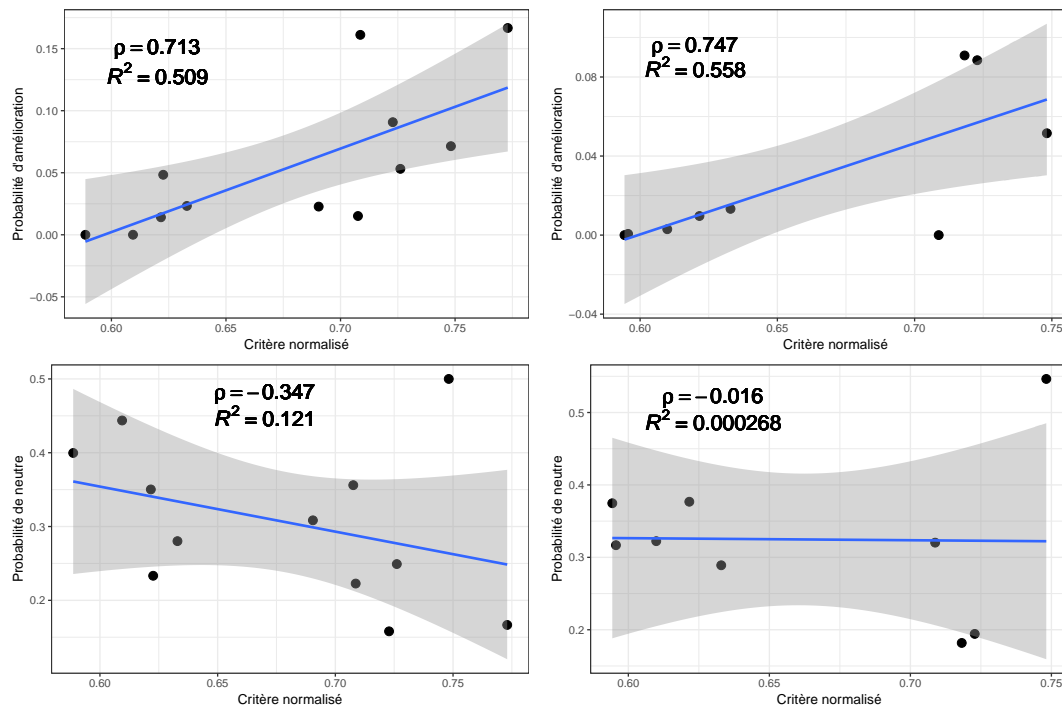 ρ = 0.713
R² = 0.509
0.15
0.10
0.05
0.00
−0.05
Probabilité d'amélioration
0.60
0.65
0.70
0.75
Critère normalisé
ρ = 0.747
R² = 0.558
0.08
0.04
0.00
−0.04
Probabilité d'amélioration
0.60
0.65
0.70
0.75
Critère normalisé
ρ = −0.347
R² = 0.121
0.5
0.4
0.3
0.2
Probabilité de neutre
0.60
0.65
0.70
0.75
Critère normalisé
ρ = −0.016
R² = 0.000268
0.5
0.4
0.3
0.2
Probabilité de neutre
0.60
0.65
0.70
0.75
Critère normalisé